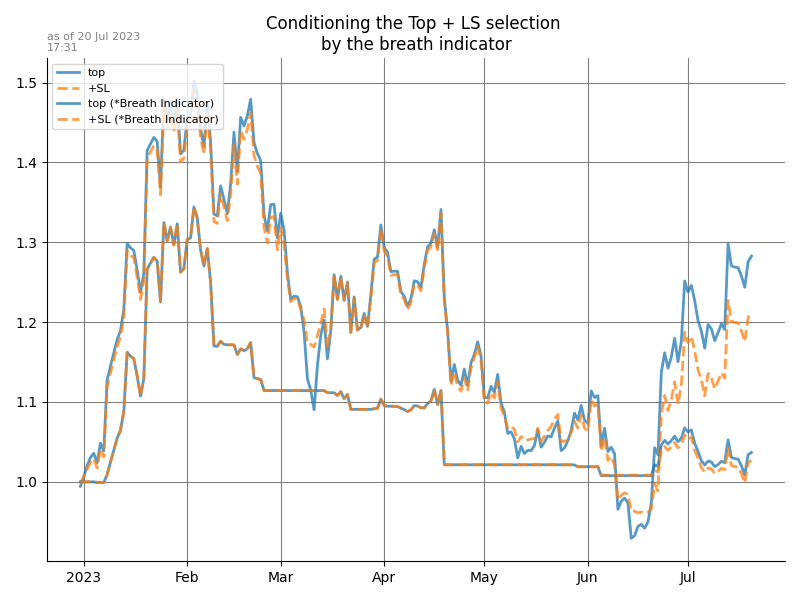 Conditioning the Top + LS selection
by the breath indicator
as of 20 Jul 2023
17:31
top
+SL
top (*Breath Indicator)
+SL (*Breath Indicator)
1.5
1.4
1.3
1.2
1.1
1.0
2023 Feb Mar Apr May Jun Jul